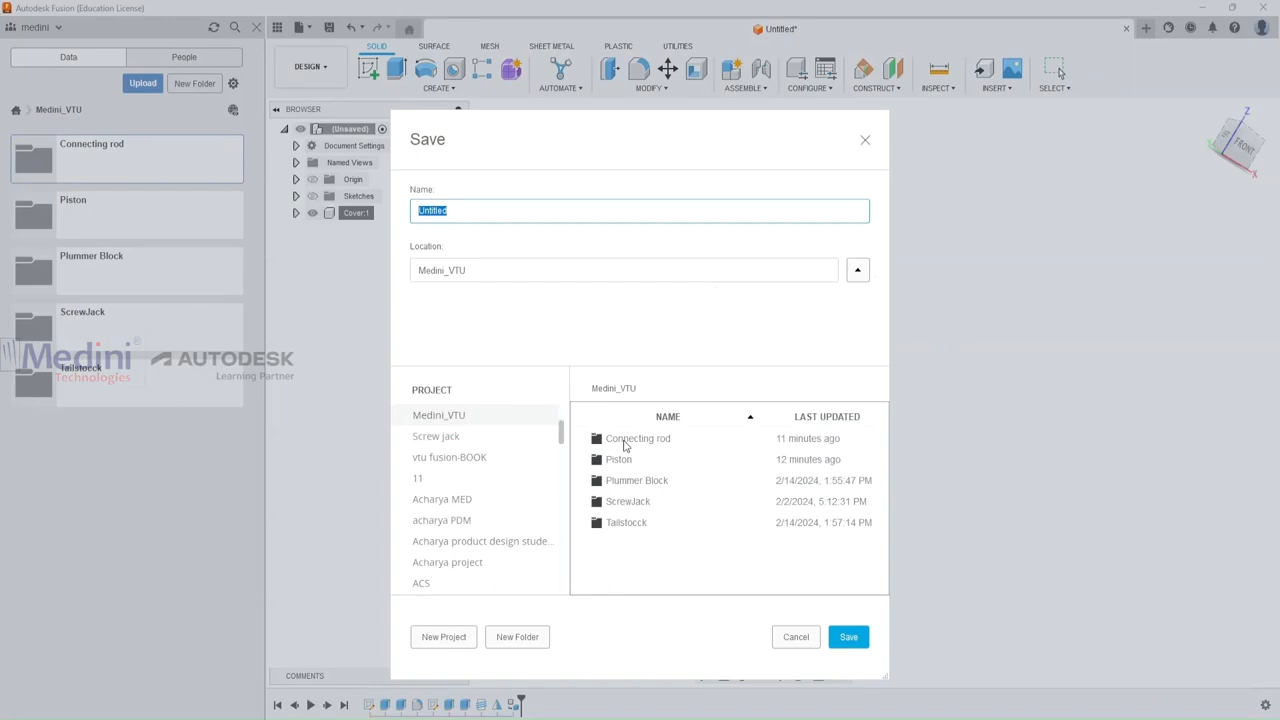 Autodesk Fusion (Education License)
medini
Untitled*
Data
People
SOLID
SURFACE
MESH
SHEET METAL
PLASTIC
UTILITIES
DESIGN
CREATE
AUTOMATE
MODIFY
ASSEMBLE
CONFIGURE
CONSTRUCT
INSPECT
INSERT
SELECT
Upload
New Folder
Medini_VTU
Connecting rod
Piston
Plummer Block
ScrewJack
Tailstocck
Medini®
Technologies
AUTODESK
Learning Partner
BROWSER
(Unsaved)
Document Settings
Named Views
Origin
Sketches
Cover:1
Z
FRONT
X
Save
Name:
Untitled
Location:
Medini_VTU
PROJECT
Medini_VTU
Screw jack
vtu fusion-BOOK
11
Acharya MED
acharya PDM
Acharya product design stude...
Acharya project
ACS
Medini_VTU
NAME LAST UPDATED
Connecting rod 11 minutes ago
Piston 12 minutes ago
Plummer Block 2/14/2024, 1:55:47 PM
ScrewJack 2/2/2024, 5:12:31 PM
Tailstocck 2/14/2024, 1:57:14 PM
New Project
New Folder
Cancel
Save
COMMENTS